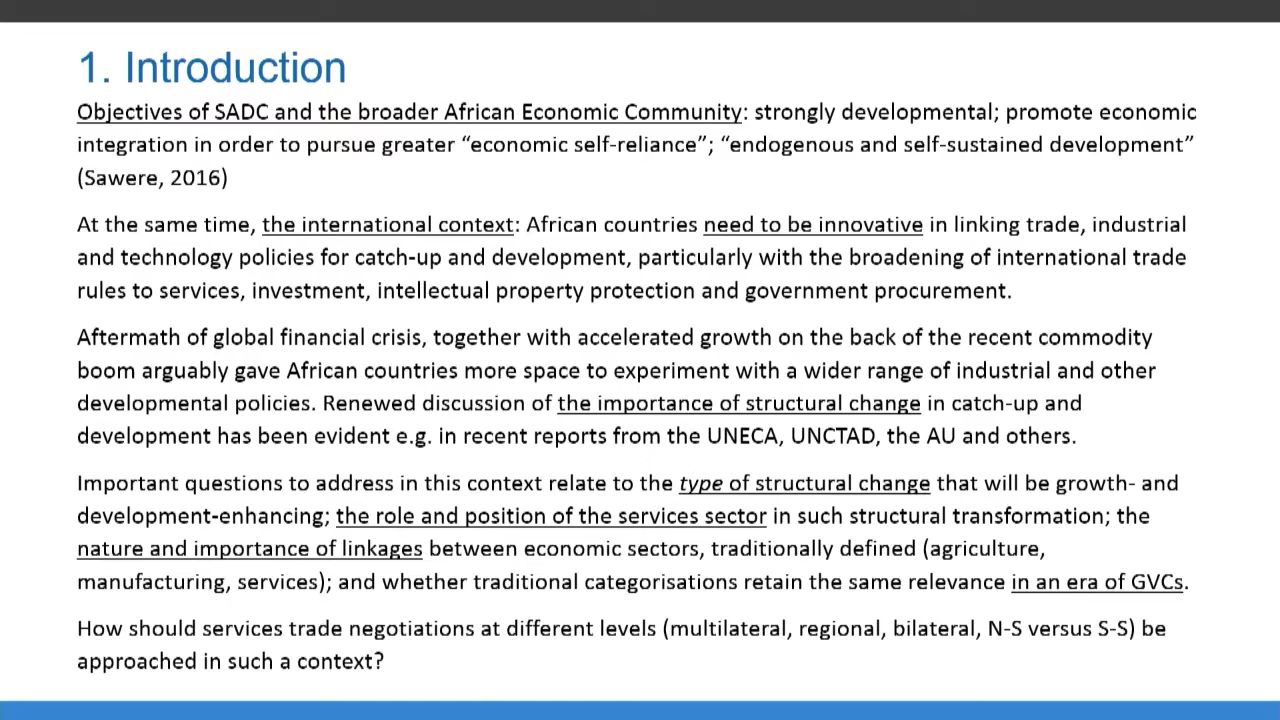 1. Introduction
Objectives of SADC and the broader African Economic Community: strongly developmental; promote economic
integration in order to pursue greater “economic self-reliance”; “endogenous and self-sustained development”
(Sawere, 2016)
At the same time, the international context: African countries need to be innovative in linking trade, industrial
and technology policies for catch-up and development, particularly with the broadening of international trade
rules to services, investment, intellectual property protection and government procurement.
Aftermath of global financial crisis, together with accelerated growth on the back of the recent commodity
boom arguably gave African countries more space to experiment with a wider range of industrial and other
developmental policies. Renewed discussion of the importance of structural change in catch-up and
development has been evident e.g. in recent reports from the UNECA, UNCTAD, the AU and others.
Important questions to address in this context relate to the type of structural change that will be growth- and
development-enhancing; the role and position of the services sector in such structural transformation; the
nature and importance of linkages between economic sectors, traditionally defined (agriculture,
manufacturing, services); and whether traditional categorisations retain the same relevance in an era of GVCs.
How should services trade negotiations at different levels (multilateral, regional, bilateral, N-S versus S-S) be
approached in such a context?